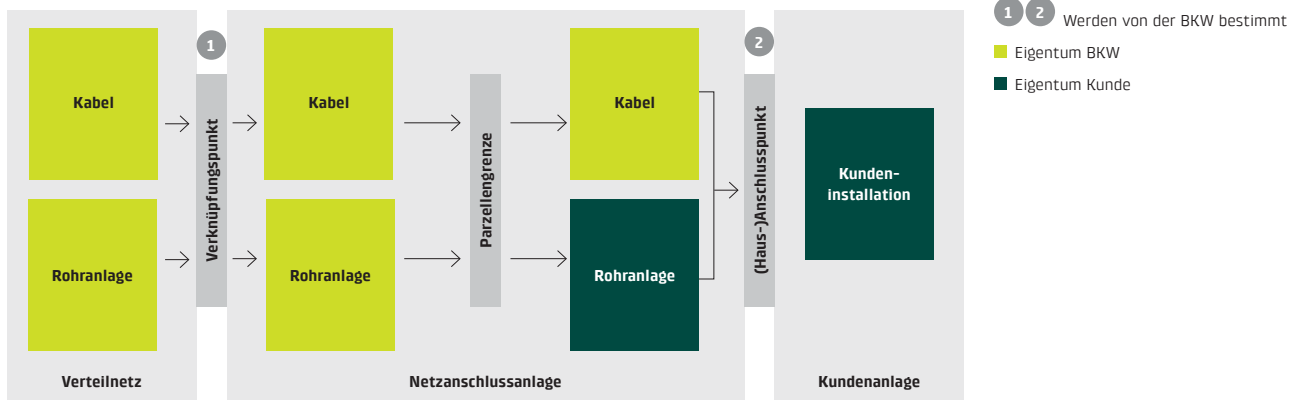 1
2
1 2 Werden von der BKW bestimmt
Eigentum BKW
Eigentum Kunde
Kabel
Verknüpfungspunkt
Kabel
Parzellengrenze
Kabel
(Haus-)Anschlusspunkt
Kunden-
installation
Rohranlage
Rohranlage
Rohranlage
Verteilnetz
Netzanschlussanlage
Kundenanlage